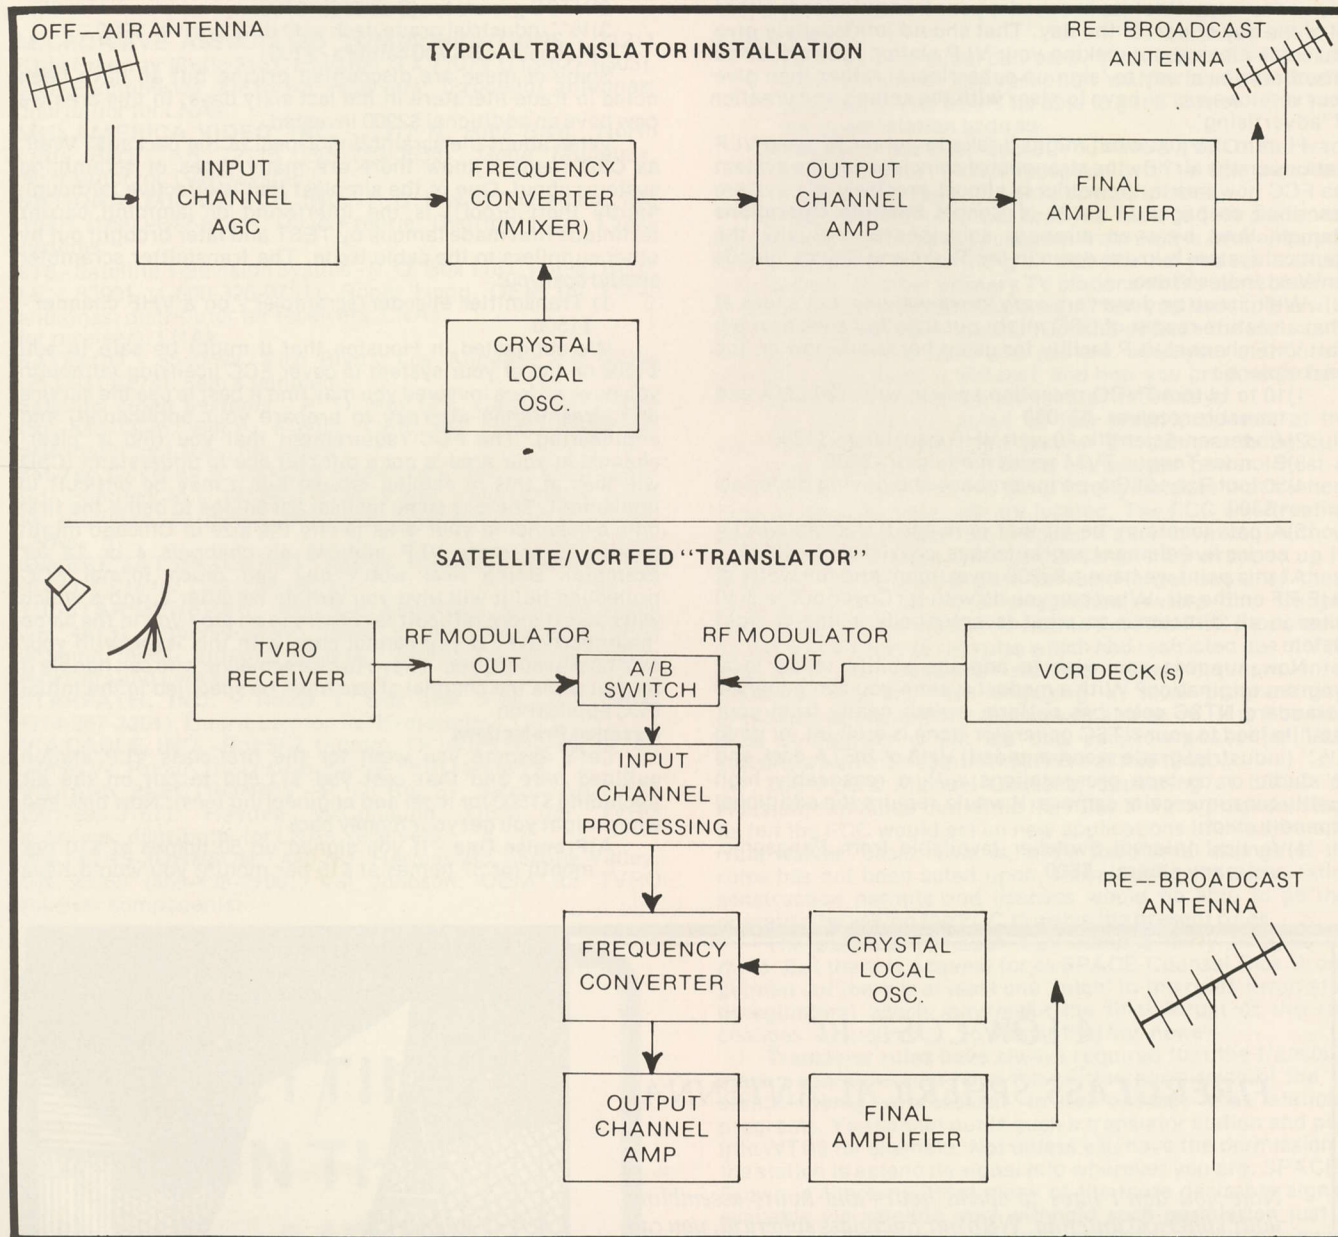 OFF—AIR ANTENNA
TYPICAL TRANSLATOR INSTALLATION
RE—BROADCAST
ANTENNA
INPUT
CHANNEL
AGC
FREQUENCY
CONVERTER
(MIXER)
OUTPUT
CHANNEL
AMP
FINAL
AMPLIFIER
CRYSTAL
LOCAL
OSC.
SATELLITE/VCR FED "TRANSLATOR"
TVRO
RECEIVER
RF MODULATOR
OUT
A/B
SWITCH
RF MODULATOR
OUT
VCR DECK(s)
INPUT
CHANNEL
PROCESSING
FREQUENCY
CONVERTER
CRYSTAL
LOCAL
OSC.
RE-–BROADCAST
ANTENNA
OUTPUT
CHANNEL
AMP
FINAL
AMPLIFIER